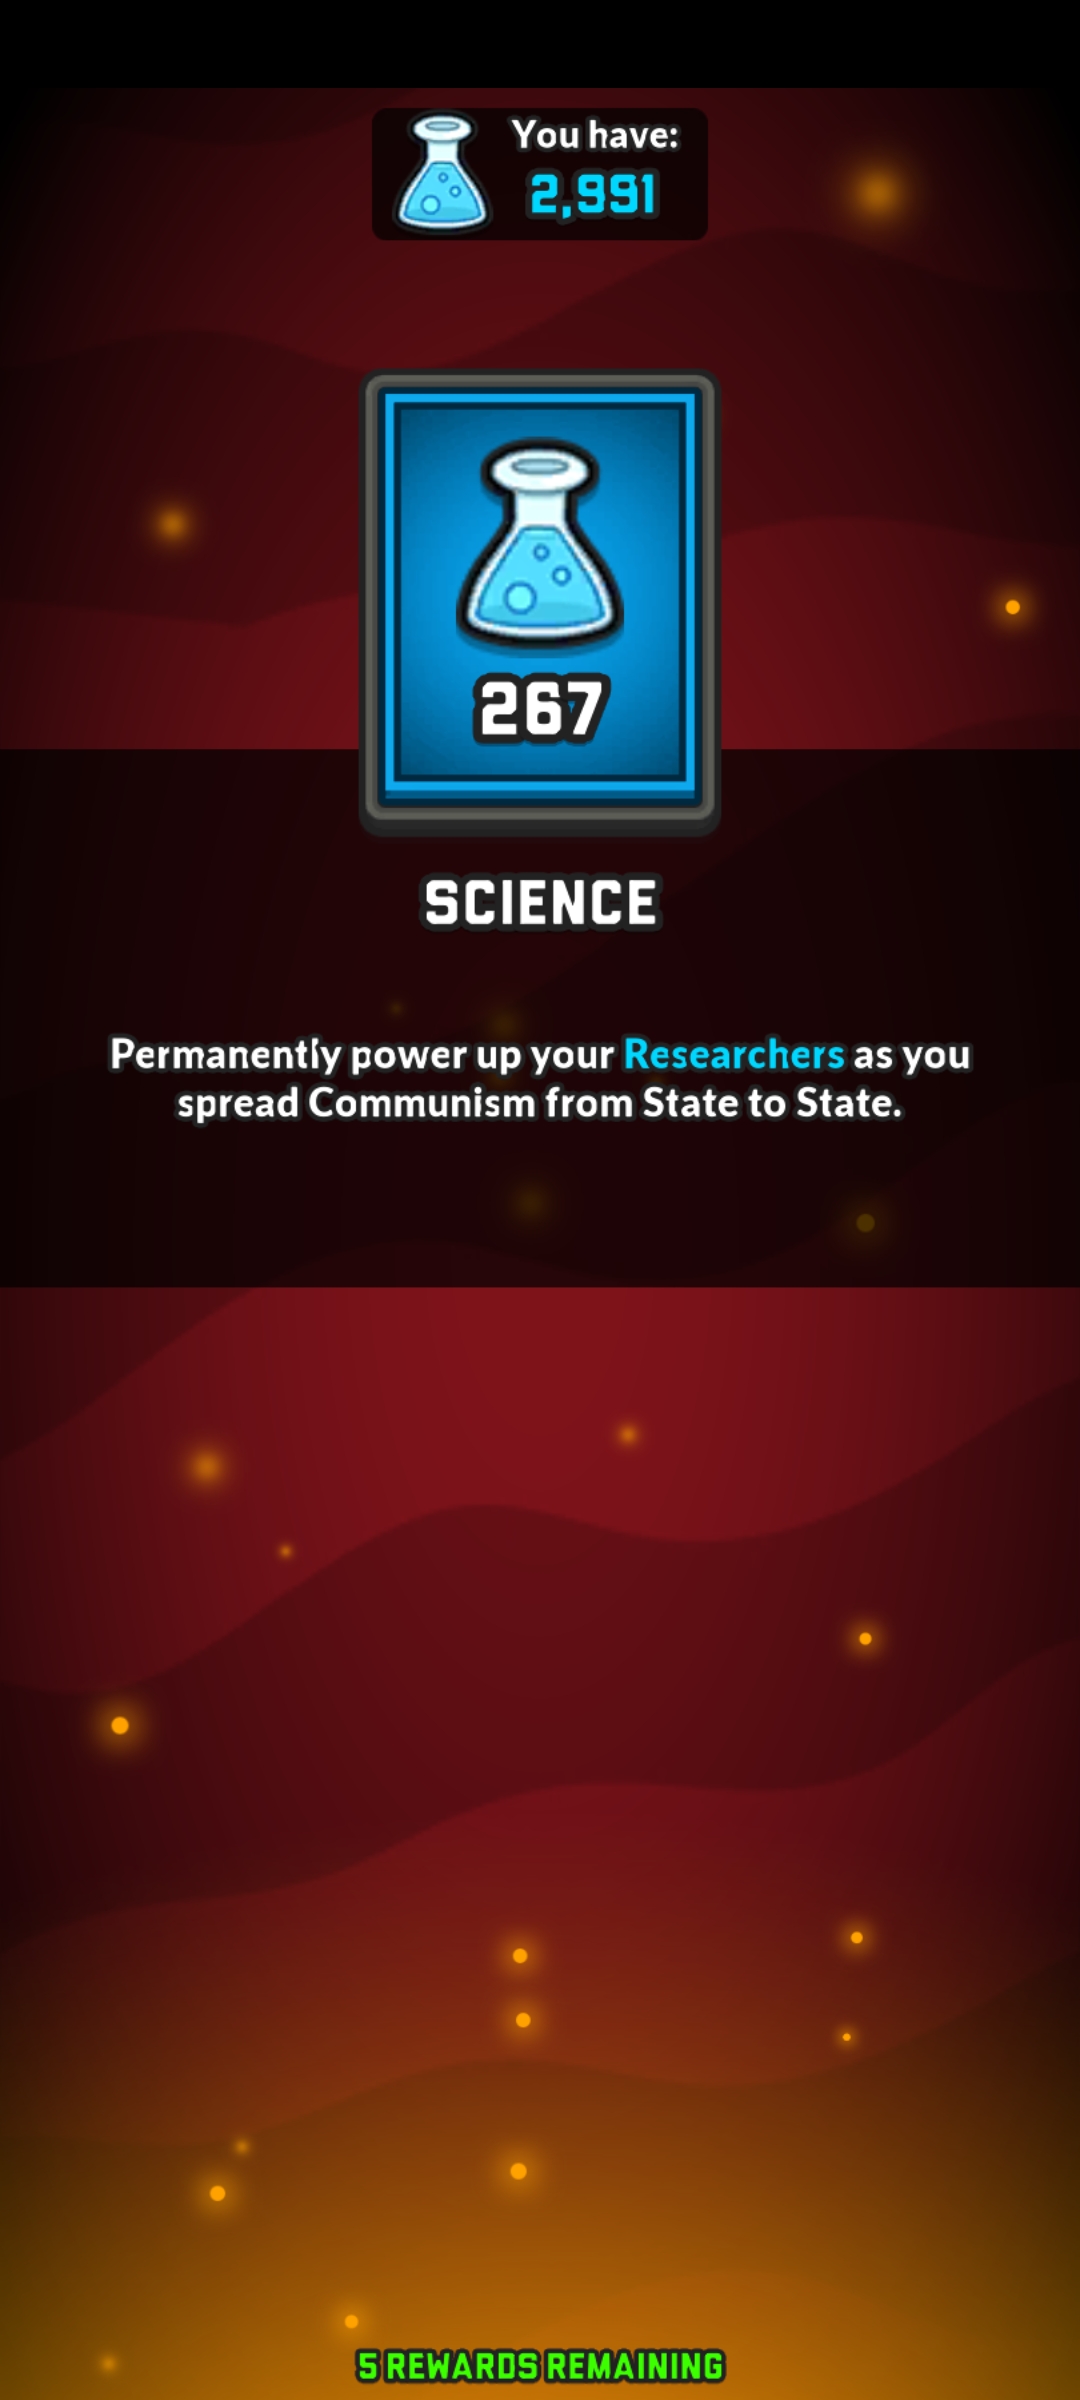 You have:
2,991
267
SCIENCE
Permanently power up your Researchers as you
spread Communism from State to State.
5 REWARDS REMAINING